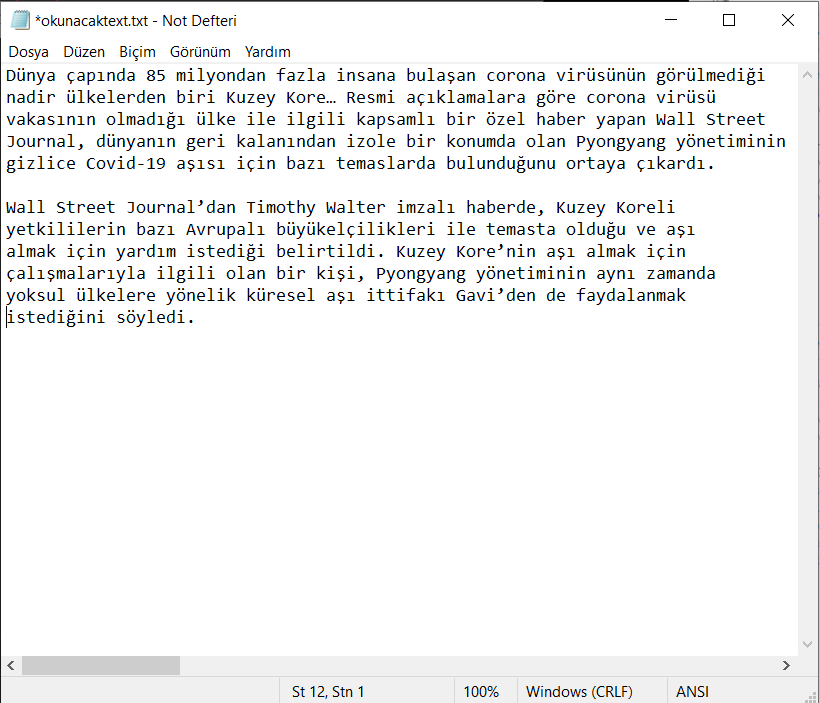 *okunacaktext.txt - Not Defteri
Dosya Düzen Biçim Görünüm Yardım
Dünya çapında 85 milyondan fazla insana bulaşan corona virüsünün görülmediği
nadir ülkelerden biri Kuzey Kore… Resmi açıklamalara göre corona virüsü
vakasının olmadığı ülke ile ilgili kapsamlı bir özel haber yapan Wall Street
Journal, dünyanın geri kalanından izole bir konumda olan Pyongyang yönetiminin
gizlice Covid-19 aşısı için bazı temaslarda bulunduğunu ortaya çıkardı.

Wall Street Journal’dan Timothy Walter imzalı haberde, Kuzey Koreli
yetkililerin bazı Avrupalı büyükelçilikleri ile temasta olduğu ve aşı
almak için yardım istediği belirtildi. Kuzey Kore’nin aşı almak için
çalışmalarıyla ilgili olan bir kişi, Pyongyang yönetiminin aynı zamanda
yoksul ülkelere yönelik küresel aşı ittifakı Gavi’den de faydalanmak
istediğini söyledi.
St 12, Stn 1 100% Windows (CRLF) ANSI